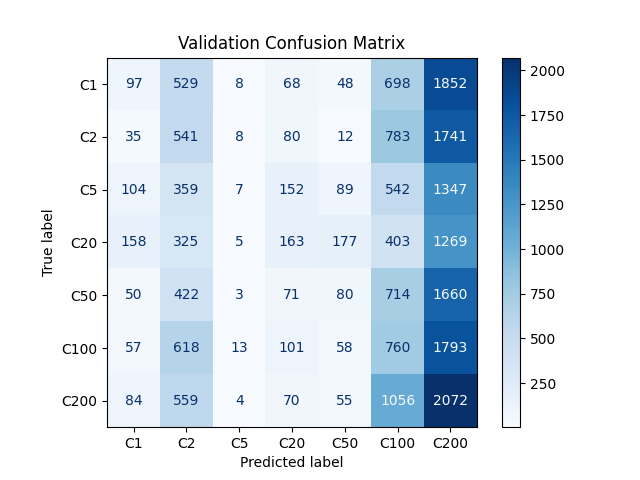 Validation Confusion Matrix
True label
C1 97 529 8 68 48 698 1852
C2 35 541 8 80 12 783 1741
C5 104 359 7 152 89 542 1347
C20 158 325 5 163 177 403 1269
C50 50 422 3 71 80 714 1660
C100 57 618 13 101 58 760 1793
C200 84 559 4 70 55 1056 2072
C1 C2 C5 C20 C50 C100 C200
Predicted label
2000
1750
1500
1250
1000
750
500
250